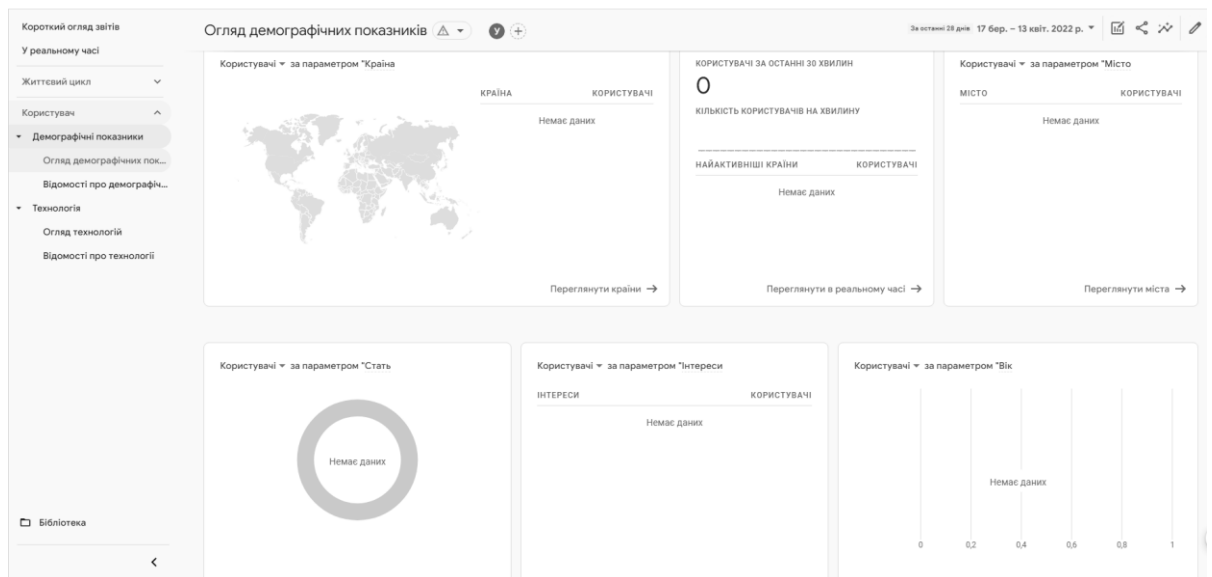 Короткий огляд звітів
У реальному часі
Життєвий цикл
Користувач
Демографічні показники
Огляд демографічних пок...
Відомості про демографіч...
Технологія
Огляд технологій
Відомості про технології
Бібліотека
Огляд демографічних показників
У
За останні 28 днів 17 бер. – 13 квіт. 2022 р.
Користувачі за параметром "Країна
КРАЇНА КОРИСТУВАЧІ
Немає даних
Переглянути країни
КОРИСТУВАЧІ ЗА ОСТАННІ 30 ХВИЛИН
0
КІЛЬКІСТЬ КОРИСТУВАЧІВ НА ХВИЛИНУ
НАЙАКТИВНІШІ КРАЇНИ КОРИСТУВАЧІ
Немає даних
Переглянути в реальному часі
Користувачі за параметром "Місто
МІСТО КОРИСТУВАЧІ
Немає даних
Переглянути міста
Користувачі за параметром "Стать
Немає даних
Користувачі за параметром "Інтереси
ІНТЕРЕСИ КОРИСТУВАЧІ
Немає даних
Користувачі за параметром "Вік
Немає даних
0 0,2 0,4 0,6 0,8 1